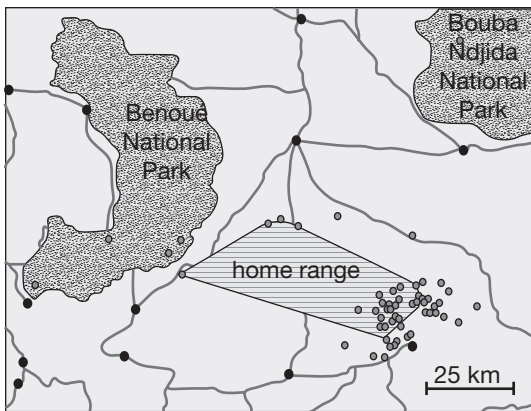 Bouba
Ndjida
National
Park
Benoue
National
Park
home range
25 km